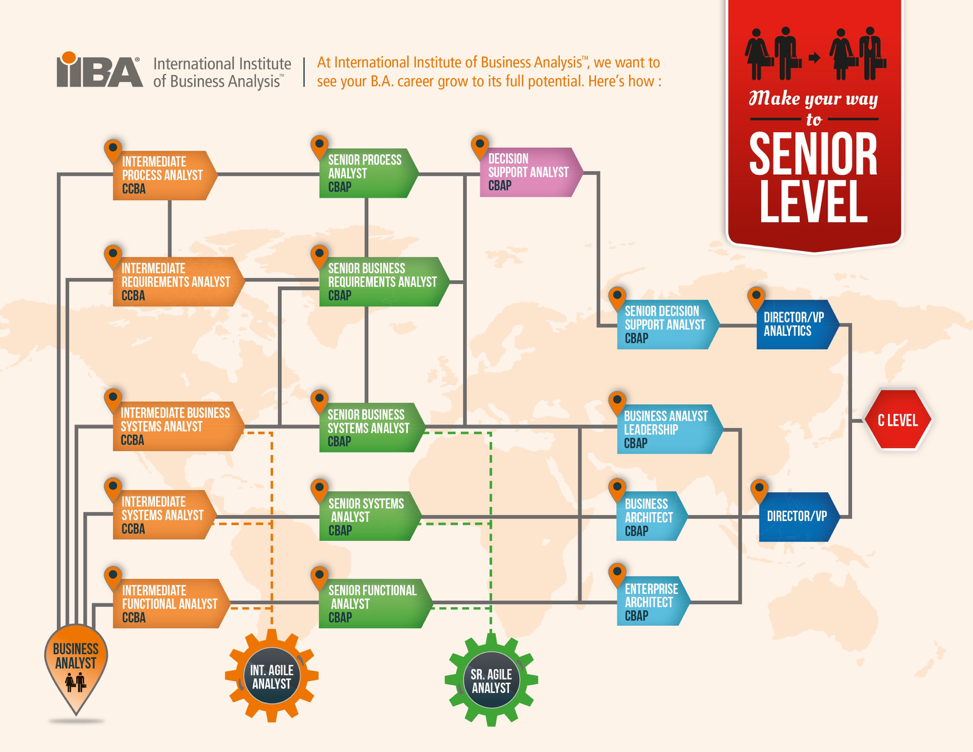 iiBA®
International Institute
of Business Analysis™
At International Institute of Business Analysis™, we want to
see your B.A. career grow to its full potential. Here's how :
Make your way
to
SENIOR
LEVEL
INTERMEDIATE
PROCESS ANALYST
CCBA
SENIOR PROCESS
ANALYST
CBAP
DECISION
SUPPORT ANALYST
CBAP
INTERMEDIATE
REQUIREMENTS ANALYST
CCBA
SENIOR BUSINESS
REQUIREMENTS ANALYST
CBAP
SENIOR DECISION
SUPPORT ANALYST
CBAP
DIRECTOR/VP
ANALYTICS
INTERMEDIATE BUSINESS
SYSTEMS ANALYST
CCBA
SENIOR BUSINESS
SYSTEMS ANALYST
CBAP
BUSINESS ANALYST
LEADERSHIP
CBAP
C LEVEL
INTERMEDIATE
SYSTEMS ANALYST
CCBA
SENIOR SYSTEMS
ANALYST
CBAP
BUSINESS
ARCHITECT
CBAP
DIRECTOR/VP
INTERMEDIATE
FUNCTIONAL ANALYST
CCBA
SENIOR FUNCTIONAL
ANALYST
CBAP
ENTERPRISE
ARCHITECT
CBAP
BUSINESS
ANALYST
INT. AGILE
ANALYST
SR. AGILE
ANALYST